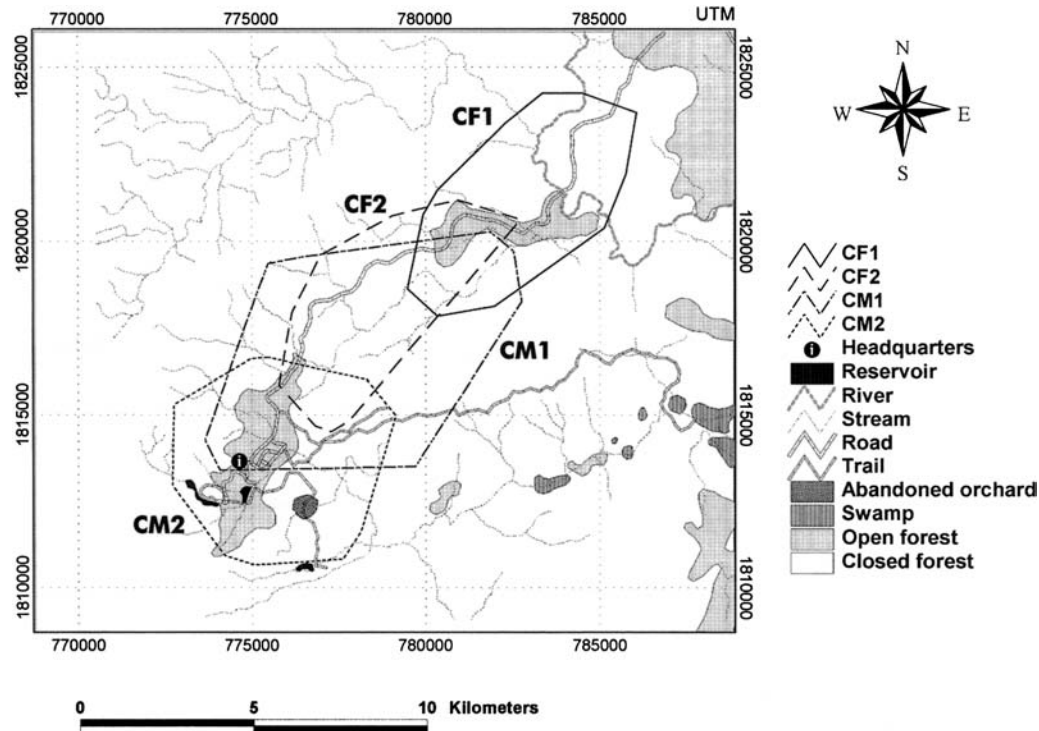 770000 775000 780000 785000 UTM
1825000 1825000
CF1
CF2
1820000 1820000
CM1
1815000 1815000
i
CM2
1810000 1810000
770000 775000 780000 785000
0 5 10 Kilometers
N
W E
S
CF1
CF2
CM1
CM2
i Headquarters
Reservoir
River
Stream
Road
Trail
Abandoned orchard
Swamp
Open forest
Closed forest